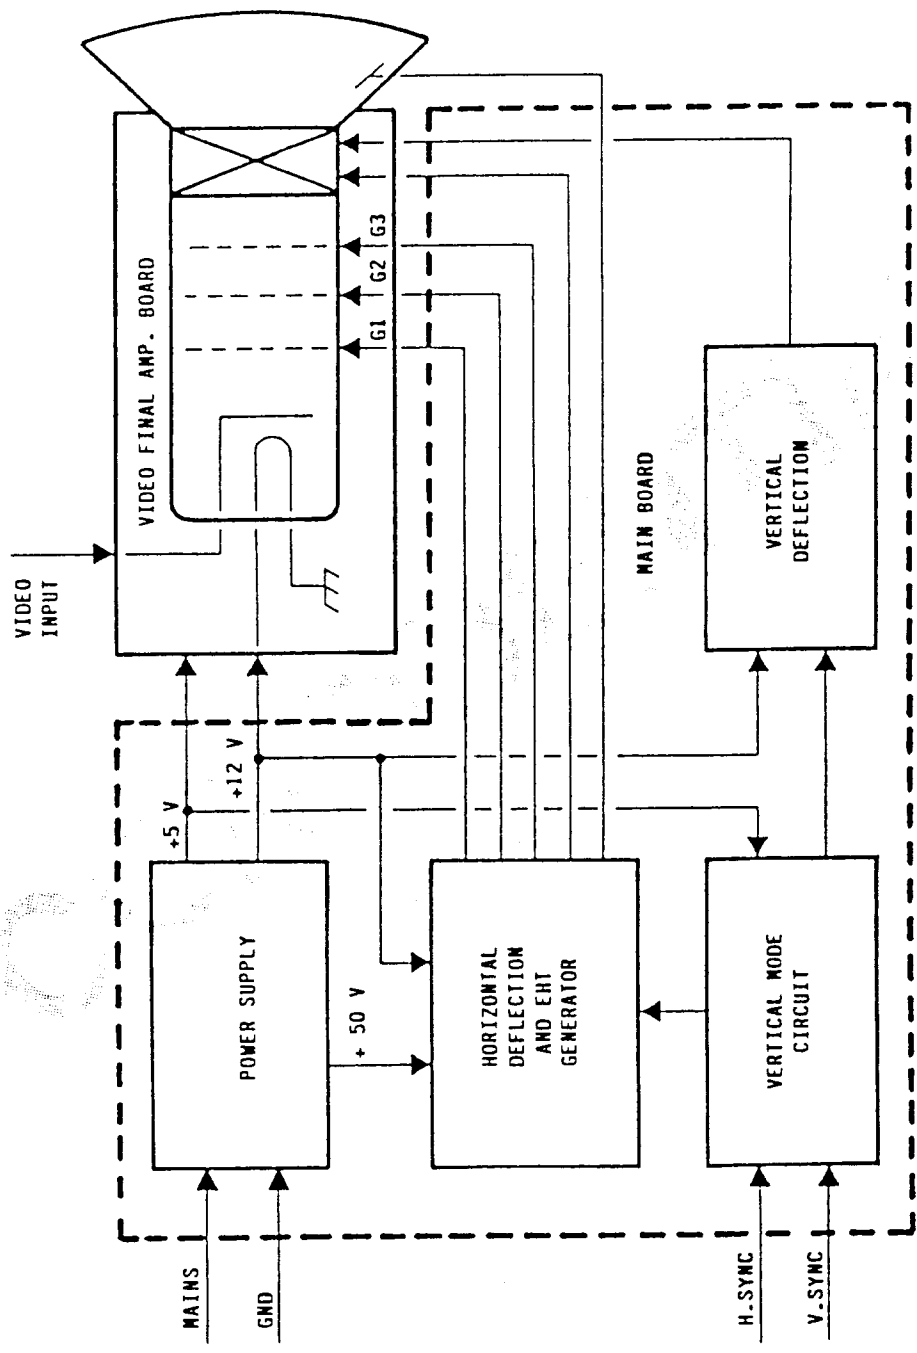 VIDEO
INPUT
VIDEO FINAL AMP. BOARD
G1
G2
G3
+5 V
+12 V
+ 50 V
MAIN BOARD
POWER SUPPLY
HORIZONTAL
DEFLECTION
AND EHT
GENERATOR
VERTICAL
DEFLECTION
VERTICAL MODE
CIRCUIT
MAINS
GND
H.SYNC
V.SYNC